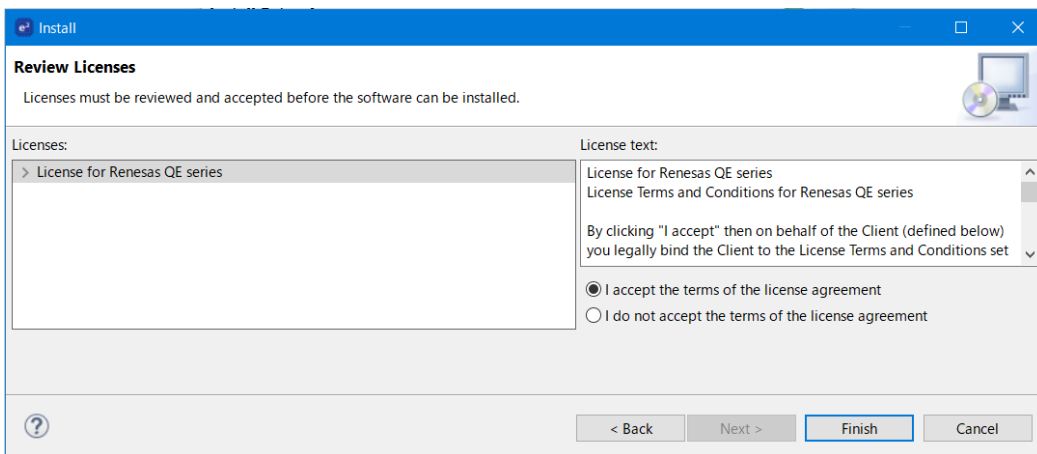 e² Install
Review Licenses
Licenses must be reviewed and accepted before the software can be installed.
Licenses:
> License for Renesas QE series
License text:
License for Renesas QE series
License Terms and Conditions for Renesas QE series
By clicking "I accept" then on behalf of the Client (defined below)
you legally bind the Client to the License Terms and Conditions set
I accept the terms of the license agreement
I do not accept the terms of the license agreement
?
< Back
Next >
Finish
Cancel